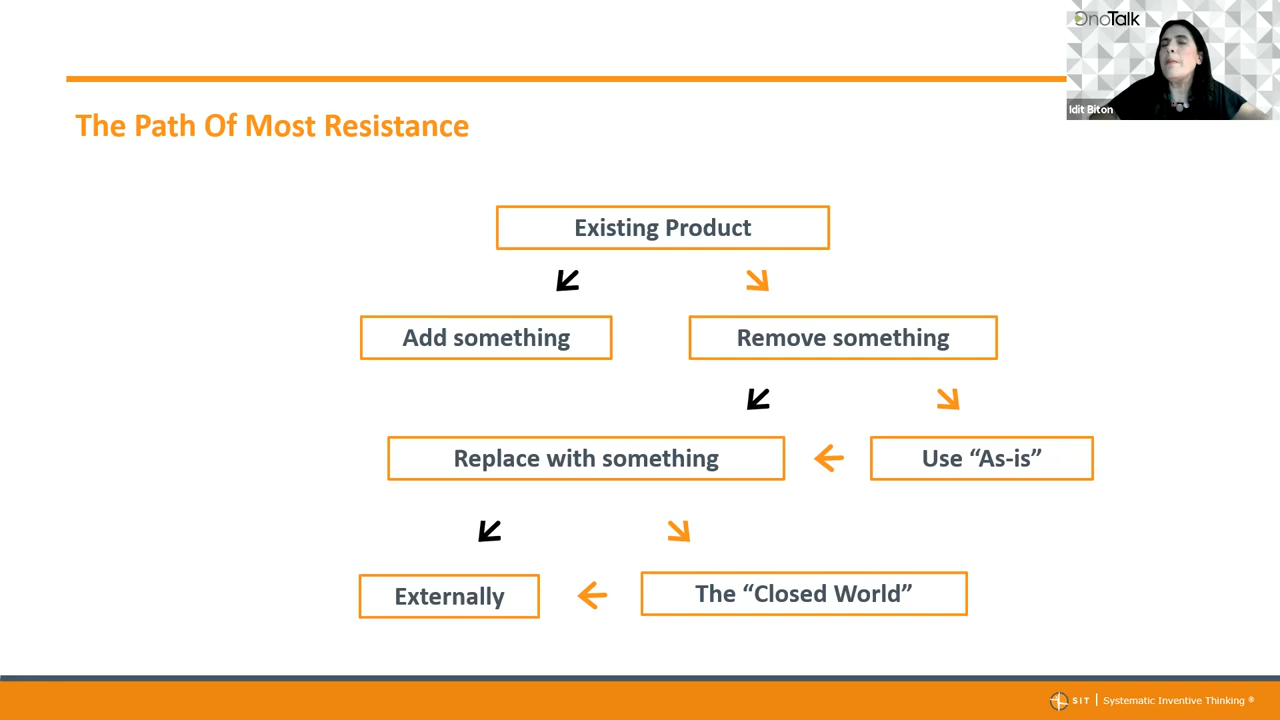 OnoTalk
Idit Biton
The Path Of Most Resistance
Existing Product
Add something
Remove something
Replace with something
Use “As-is”
Externally
The “Closed World”
SIT | Systematic Inventive Thinking ®